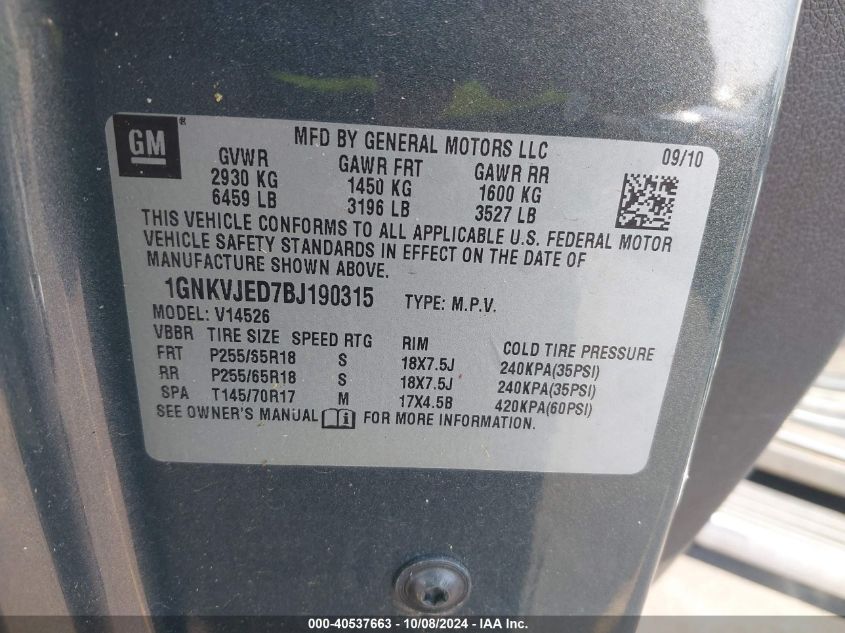 GM
MFD BY GENERAL MOTORS LLC 09/10
GVWR GAWR FRT GAWR RR
2930 KG 1450 KG 1600 KG
6459 LB 3196 LB 3527 LB
THIS VEHICLE CONFORMS TO ALL APPLICABLE U.S. FEDERAL MOTOR
VEHICLE SAFETY STANDARDS IN EFFECT ON THE DATE OF
MANUFACTURE SHOWN ABOVE.
1GNKVJED7BJ190315 TYPE: M.P.V.
MODEL: V14526
VBBR TIRE SIZE SPEED RTG RIM COLD TIRE PRESSURE
FRT P255/65R18 S 18X7.5J 240KPA(35PSI)
RR P255/65R18 S 18X7.5J 240KPA(35PSI)
SPA T145/70R17 M 17X4.5B 420KPA(60PSI)
SEE OWNER'S MANUAL FOR MORE INFORMATION.
000-40537663 - 10/08/2024 - IAA Inc.